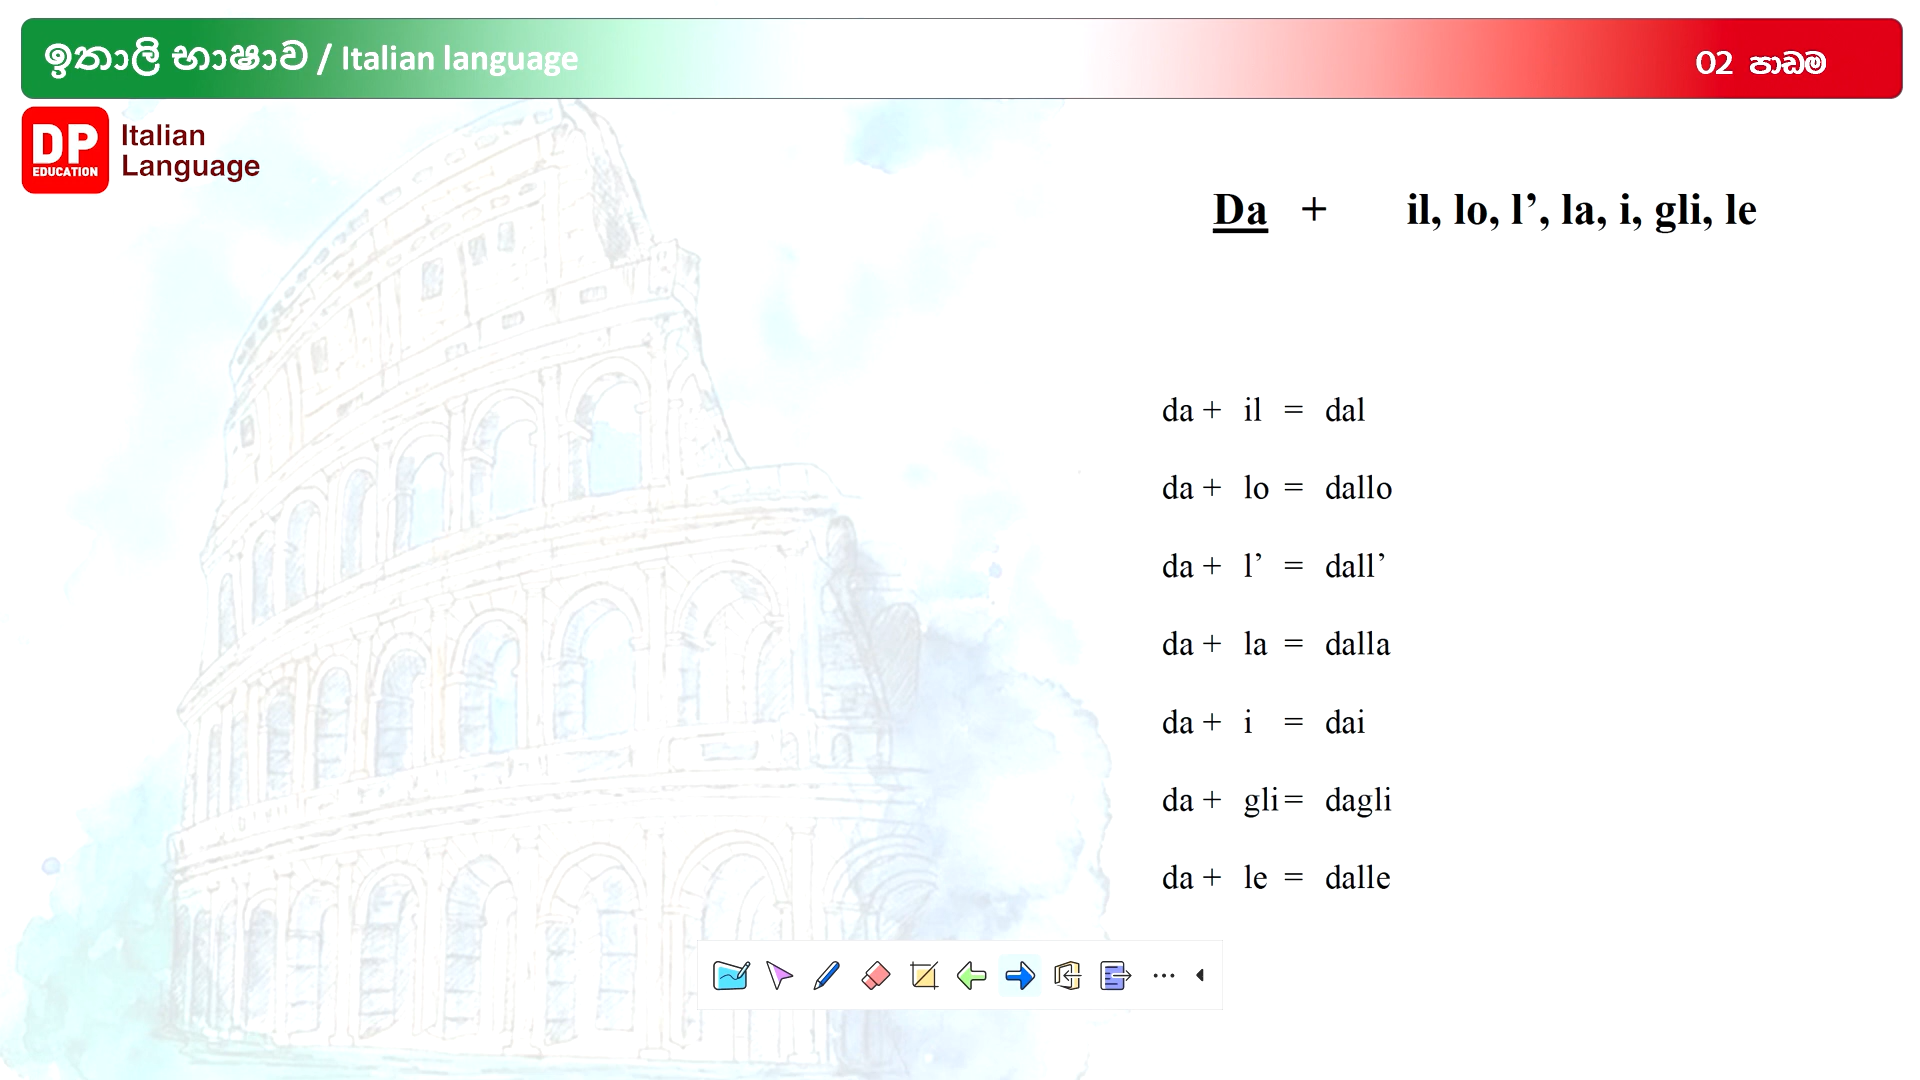 ඉතාලි භාෂාව / Italian language
02 පාඩම
DP
EDUCATION
Italian
Language
Da + il, lo, l’, la, i, gli, le
da + il = dal
da + lo = dallo
da + l’ = dall’
da + la = dalla
da + i = dai
da + gli = dagli
da + le = dalle